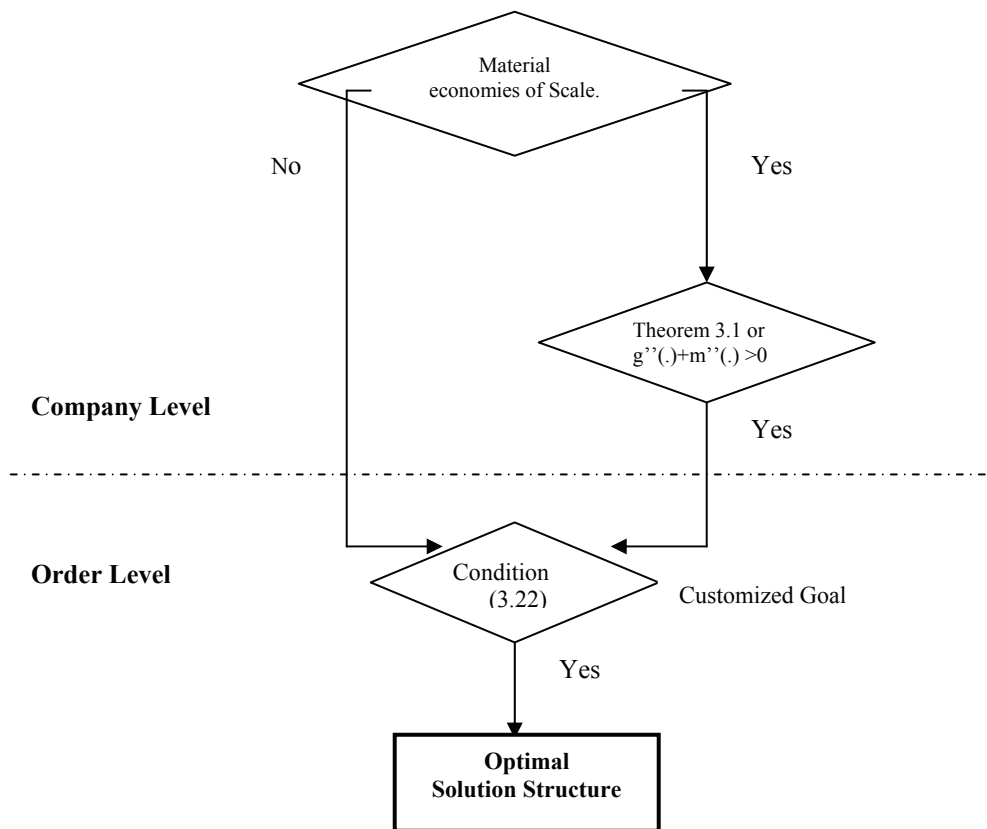 Material
economies of Scale.
No
Yes
Theorem 3.1 or
g’’(.)+m’’(.) >0
Company Level
Yes
Order Level
Condition
(3.22)
Customized Goal
Yes
Optimal
Solution Structure